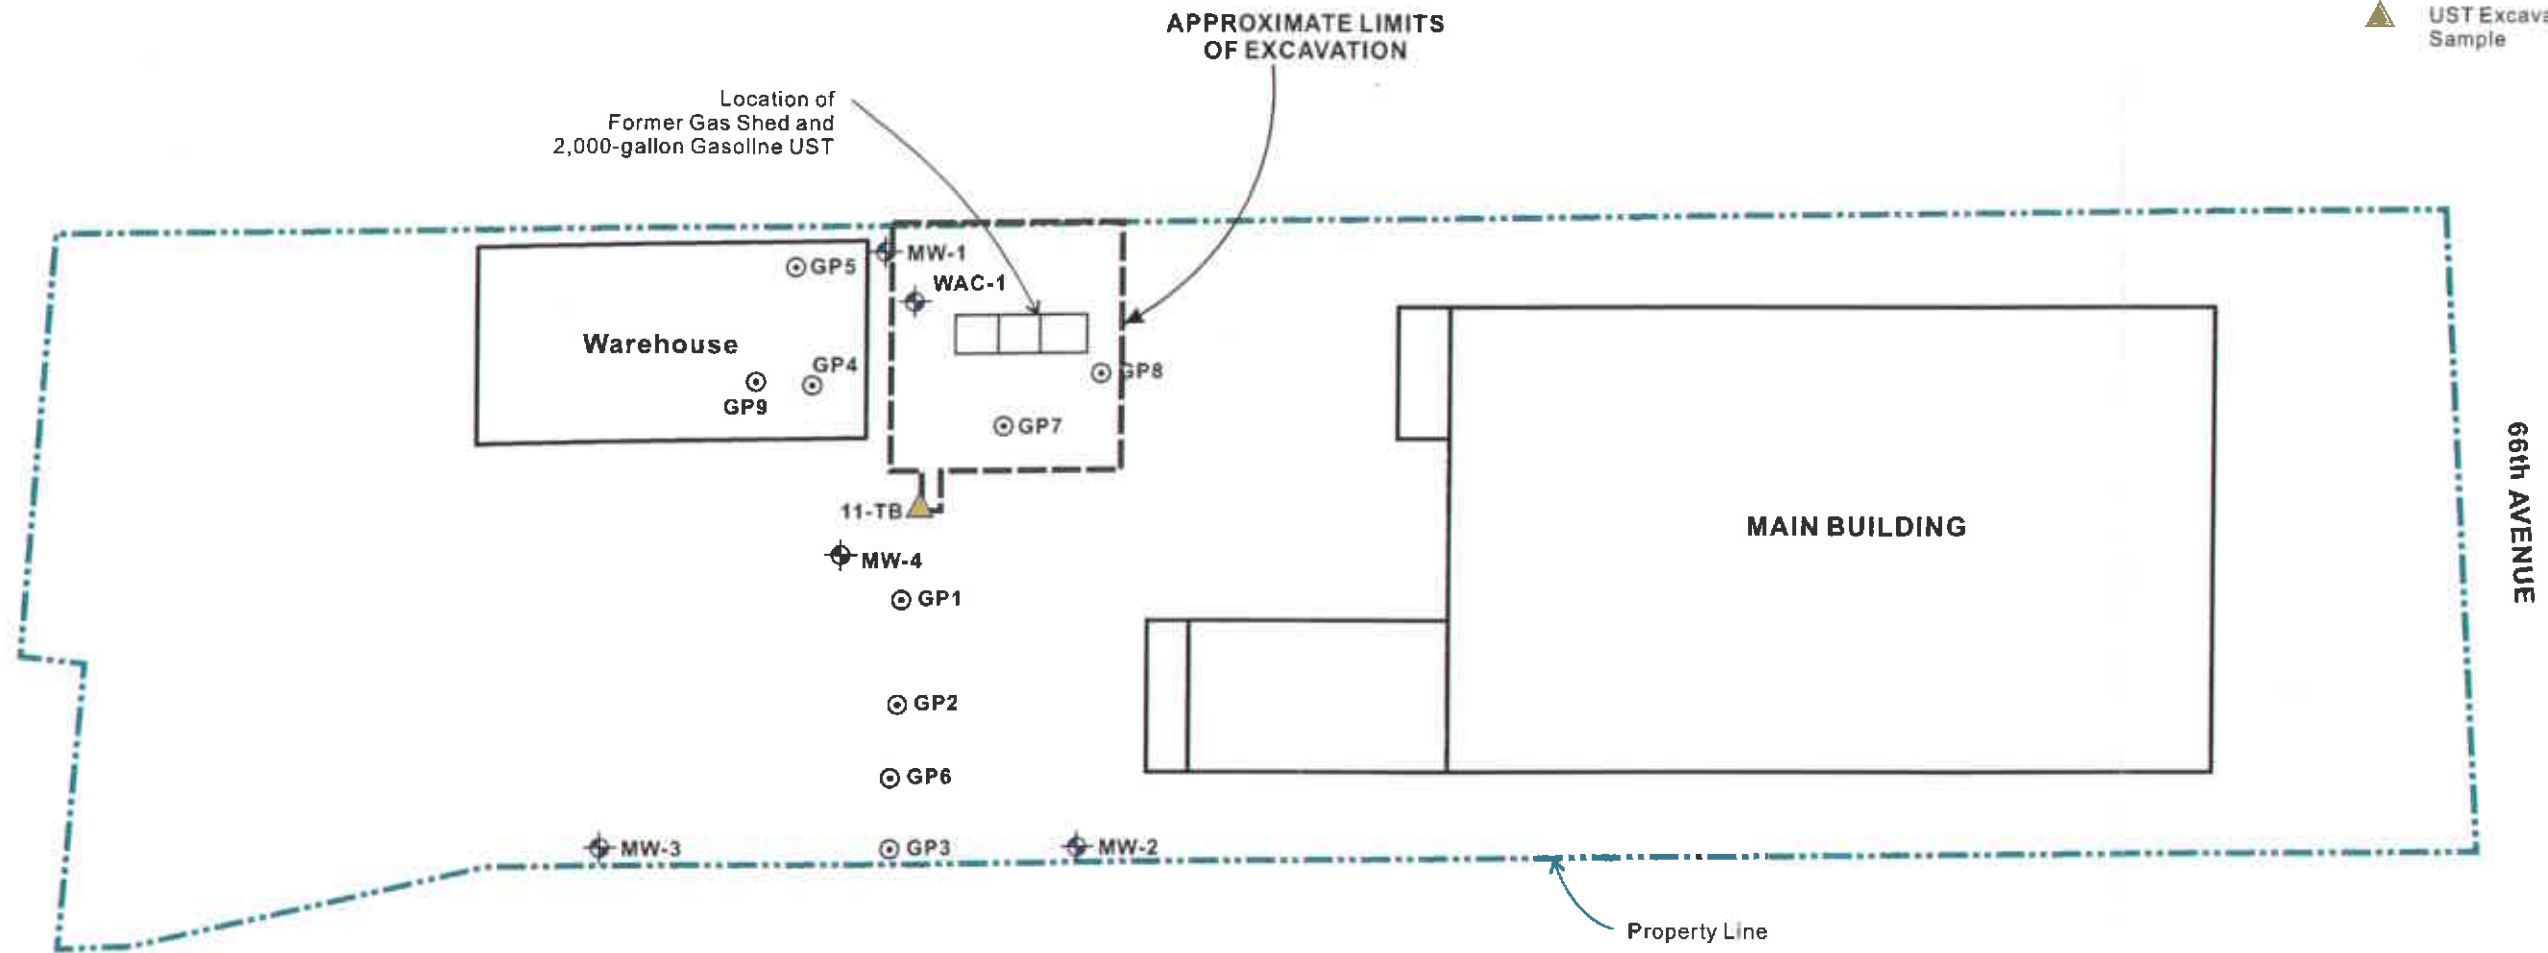 APPROXIMATE LIMITS
OF EXCAVATION
UST Excava
Sample
Location of
Former Gas Shed and
2,000-gallon Gasoline UST
MW-1
GP5
WAC-1
Warehouse
GP4
GP8
GP9
GP7
11-TB
MW-4
GP1
MAIN BUILDING
66th AVENUE
GP2
GP6
MW-3
GP3
MW-2
Property Line